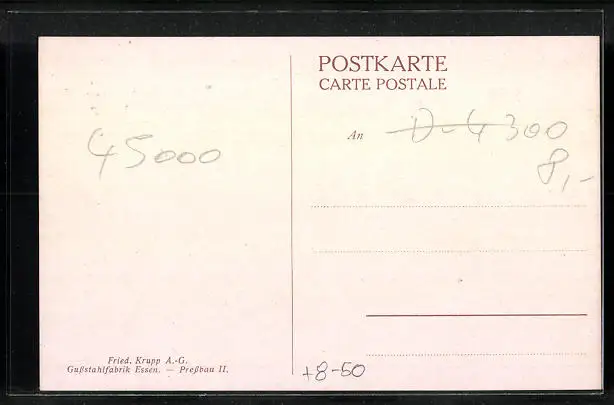 POSTKARTE
CARTE POSTALE
An D-4300
8,-
45000
Fried. Krupp A.-G.
Gußstahlfabrik Essen. — Preßbau II.
+8-50